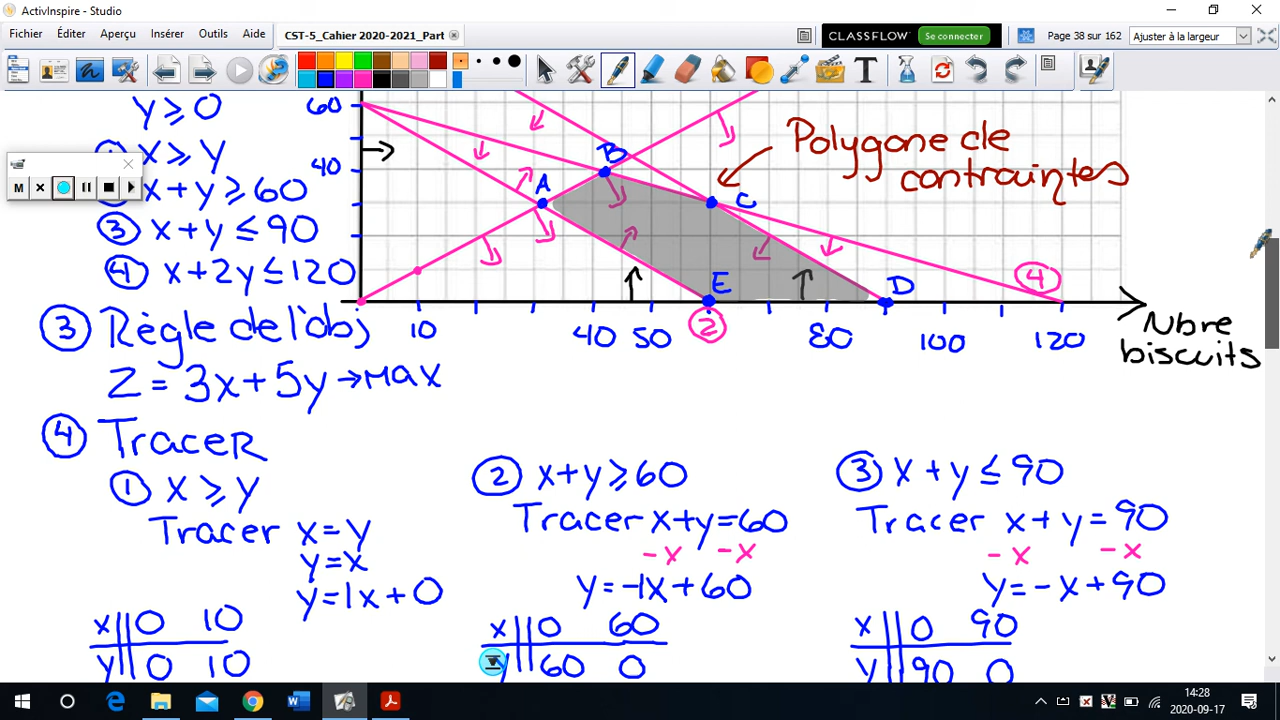 ActivInspire - Studio
Fichier Éditer Aperçu Insérer Outils Aide
CST-5_Cahier 2020-2021_Part
CLASSFLOW Se connecter
Page 38 sur 162
Ajuster à la largeur
y ≥ 0
x ≥ y
M
x + y ≥ 60
③ x + y ≤ 90
④ x + 2y ≤ 120
60
40
A
B
C
D
E
Polygone de
contraintes
④
②
10 40 50 80 100 120
Nbre
biscuits
③ Règle de l'obj
Z = 3x + 5y → Max
④ Tracer
① x ≥ y
Tracer x = y
y = x
y = 1x + 0
x 0 10
y 0 10
② x + y ≥ 60
Tracer x + y = 60
-x -x
y = -1x + 60
x 0 60
y 60 0
③ x + y ≤ 90
Tracer x + y = 90
-x -x
y = -x + 90
x 0 90
y 90 0
14:28
2020-09-17